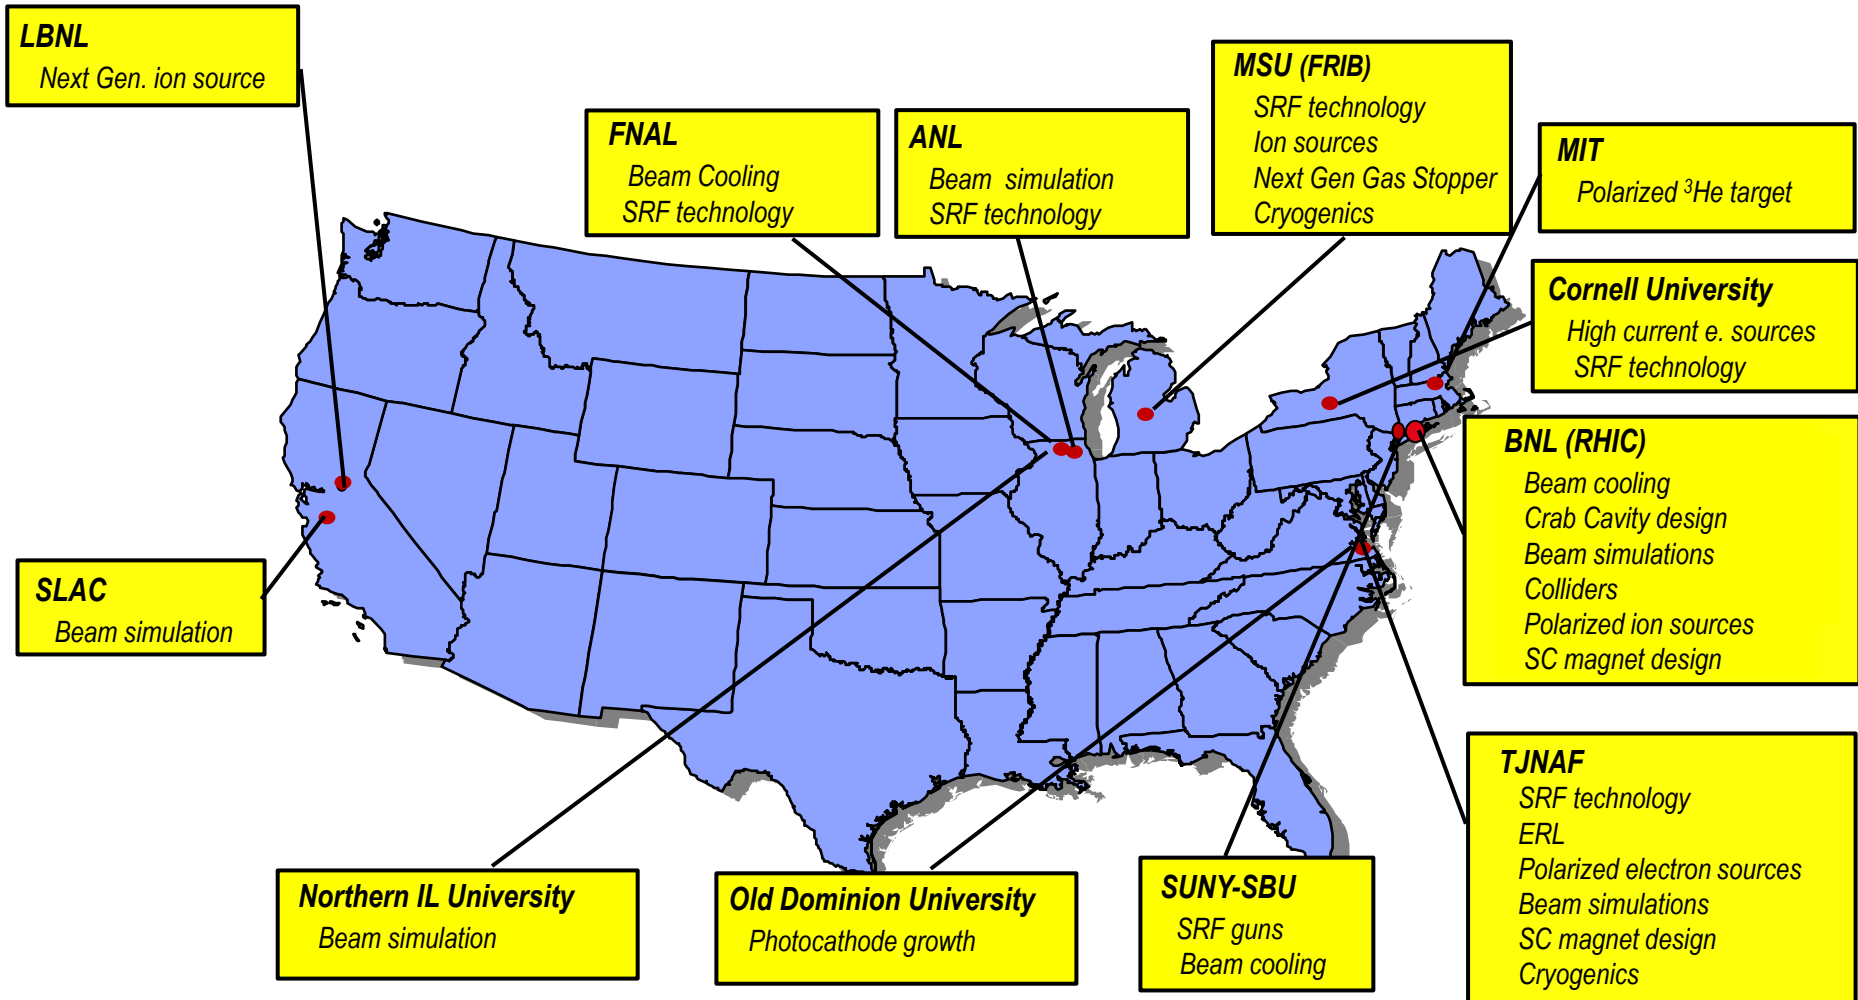 LBNL
Next Gen. ion source
FNAL
Beam Cooling
SRF technology
ANL
Beam simulation
SRF technology
MSU (FRIB)
SRF technology
Ion sources
Next Gen Gas Stopper
Cryogenics
MIT
Polarized ³He target
Cornell University
High current e. sources
SRF technology
BNL (RHIC)
Beam cooling
Crab Cavity design
Beam simulations
Colliders
Polarized ion sources
SC magnet design
SLAC
Beam simulation
TJNAF
SRF technology
ERL
Polarized electron sources
Beam simulations
SC magnet design
Cryogenics
Northern IL University
Beam simulation
Old Dominion University
Photocathode growth
SUNY-SBU
SRF guns
Beam cooling